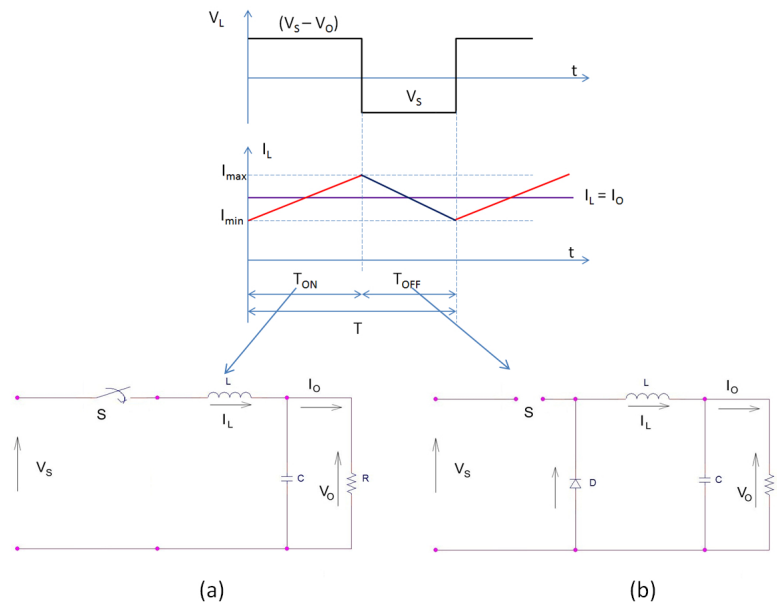 V_L (V_S – V_O)
t
V_S
I_L
I_max
I_L = I_O
I_min
t
T_ON T_OFF
T
L I_O
S I_L
V_S C V_O R
(a)
L I_O
S I_L
V_S D C V_O
(b)